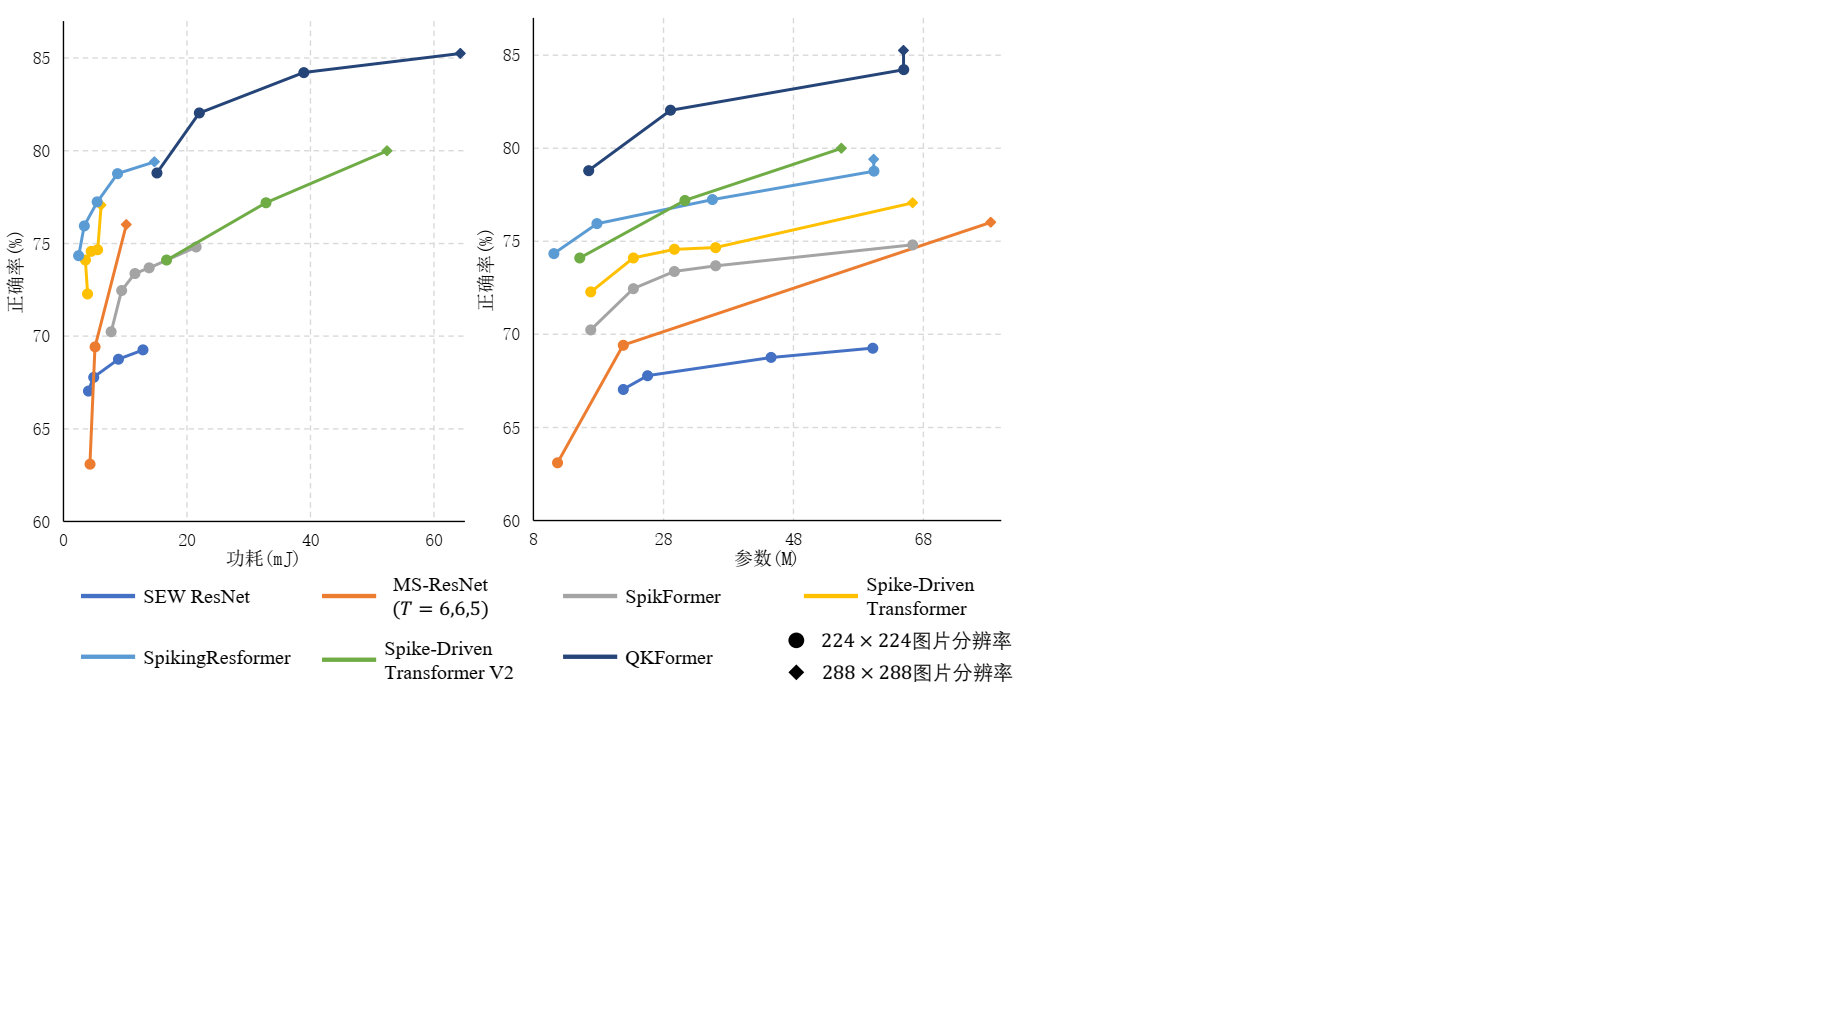 85
80
75
70
65
60
正确率(%)
0
20
40
60
功耗(mJ)
85
80
75
70
65
60
正确率(%)
8
28
48
68
参数(M)
SEW ResNet
MS-ResNet
(T = 6,6,5)
SpikFormer
Spike-Driven
Transformer
SpikingResformer
Spike-Driven
Transformer V2
QKFormer
224 × 224图片分辨率
288 × 288图片分辨率